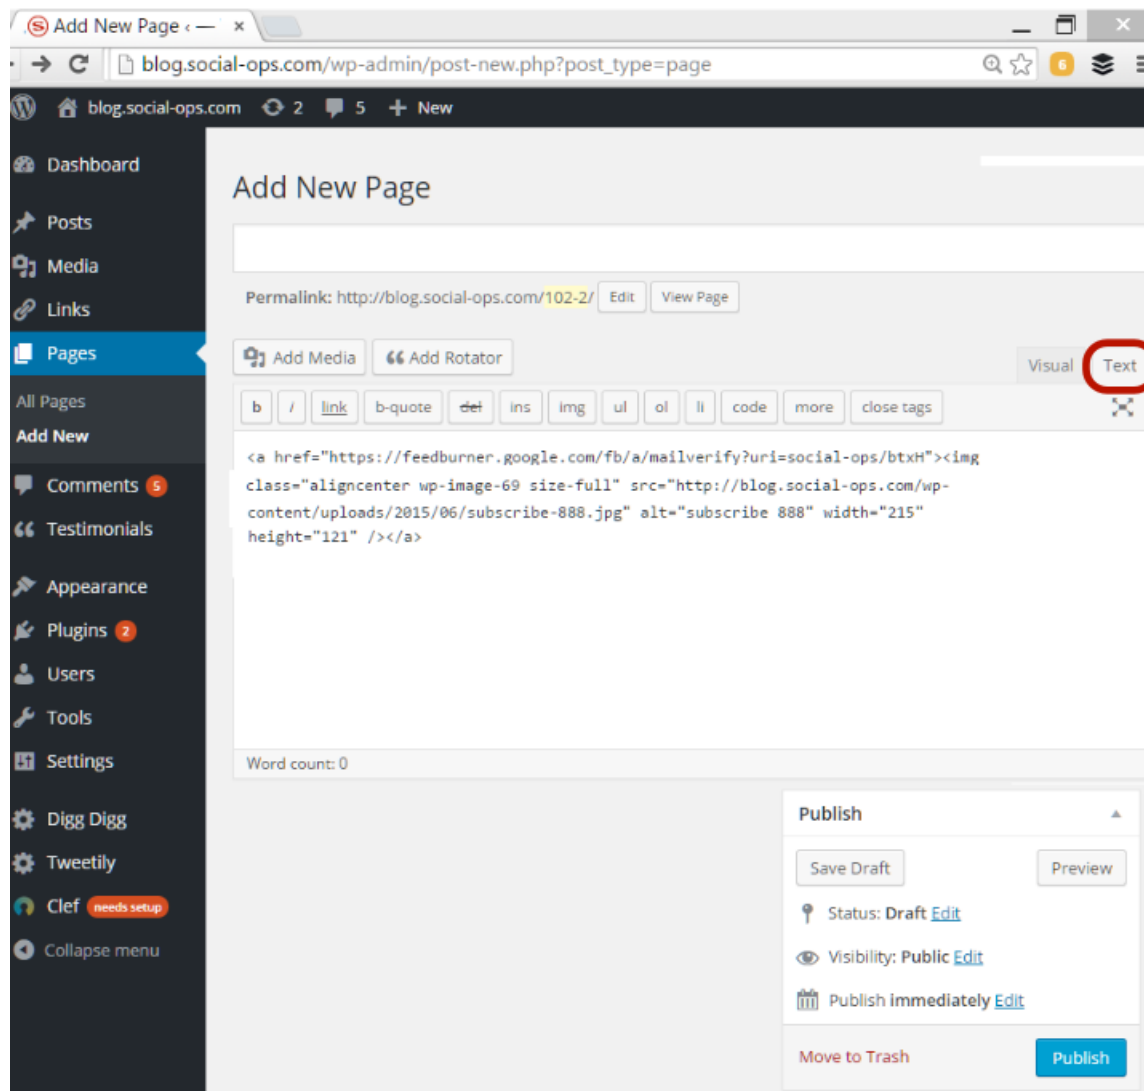 Add New Page ‹ —
blog.social-ops.com/wp-admin/post-new.php?post_type=page
6
blog.social-ops.com 2 5 + New
Dashboard
Posts
Media
Links
Pages
All Pages
Add New
Comments 5
Testimonials
Appearance
Plugins 2
Users
Tools
Settings
Digg Digg
Tweetily
Clef needs setup
Collapse menu
Add New Page
Permalink: http://blog.social-ops.com/102-2/ Edit View Page
Add Media Add Rotator
Visual Text
b i link b-quote del ins img ul ol li code more close tags
<a href="https://feedburner.google.com/fb/a/mailverify?uri=social-ops/btxH"><img
class="aligncenter wp-image-69 size-full" src="http://blog.social-ops.com/wp-
content/uploads/2015/06/subscribe-888.jpg" alt="subscribe 888" width="215"
height="121" /></a>
Word count: 0
Publish
Save Draft Preview
Status: Draft Edit
Visibility: Public Edit
Publish immediately Edit
Move to Trash Publish